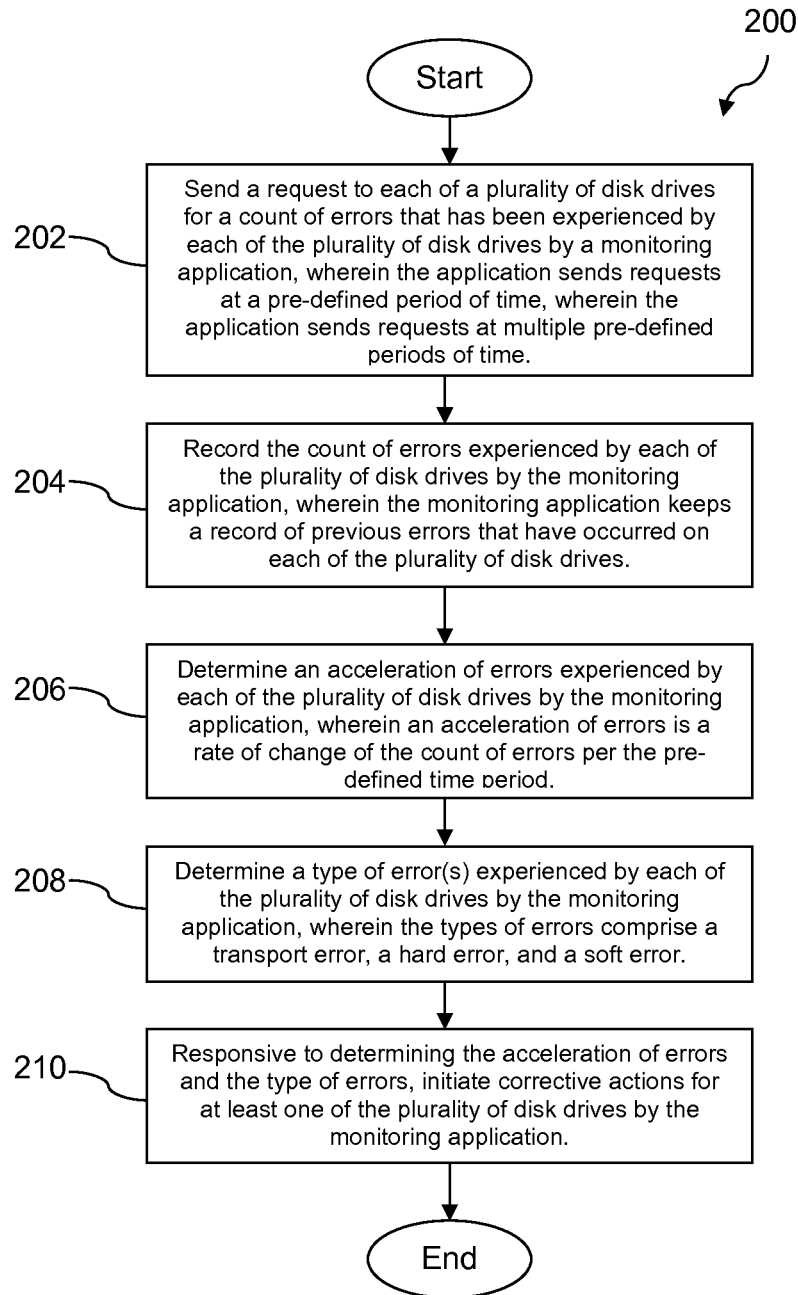 200
Start
202
Send a request to each of a plurality of disk drives
for a count of errors that has been experienced by
each of the plurality of disk drives by a monitoring
application, wherein the application sends requests
at a pre-defined period of time, wherein the
application sends requests at multiple pre-defined
periods of time.
204
Record the count of errors experienced by each of
the plurality of disk drives by the monitoring
application, wherein the monitoring application keeps
a record of previous errors that have occurred on
each of the plurality of disk drives.
206
Determine an acceleration of errors experienced by
each of the plurality of disk drives by the monitoring
application, wherein an acceleration of errors is a
rate of change of the count of errors per the pre-
defined time period.
208
Determine a type of error(s) experienced by each of
the plurality of disk drives by the monitoring
application, wherein the types of errors comprise a
transport error, a hard error, and a soft error.
210
Responsive to determining the acceleration of errors
and the type of errors, initiate corrective actions for
at least one of the plurality of disk drives by the
monitoring application.
End